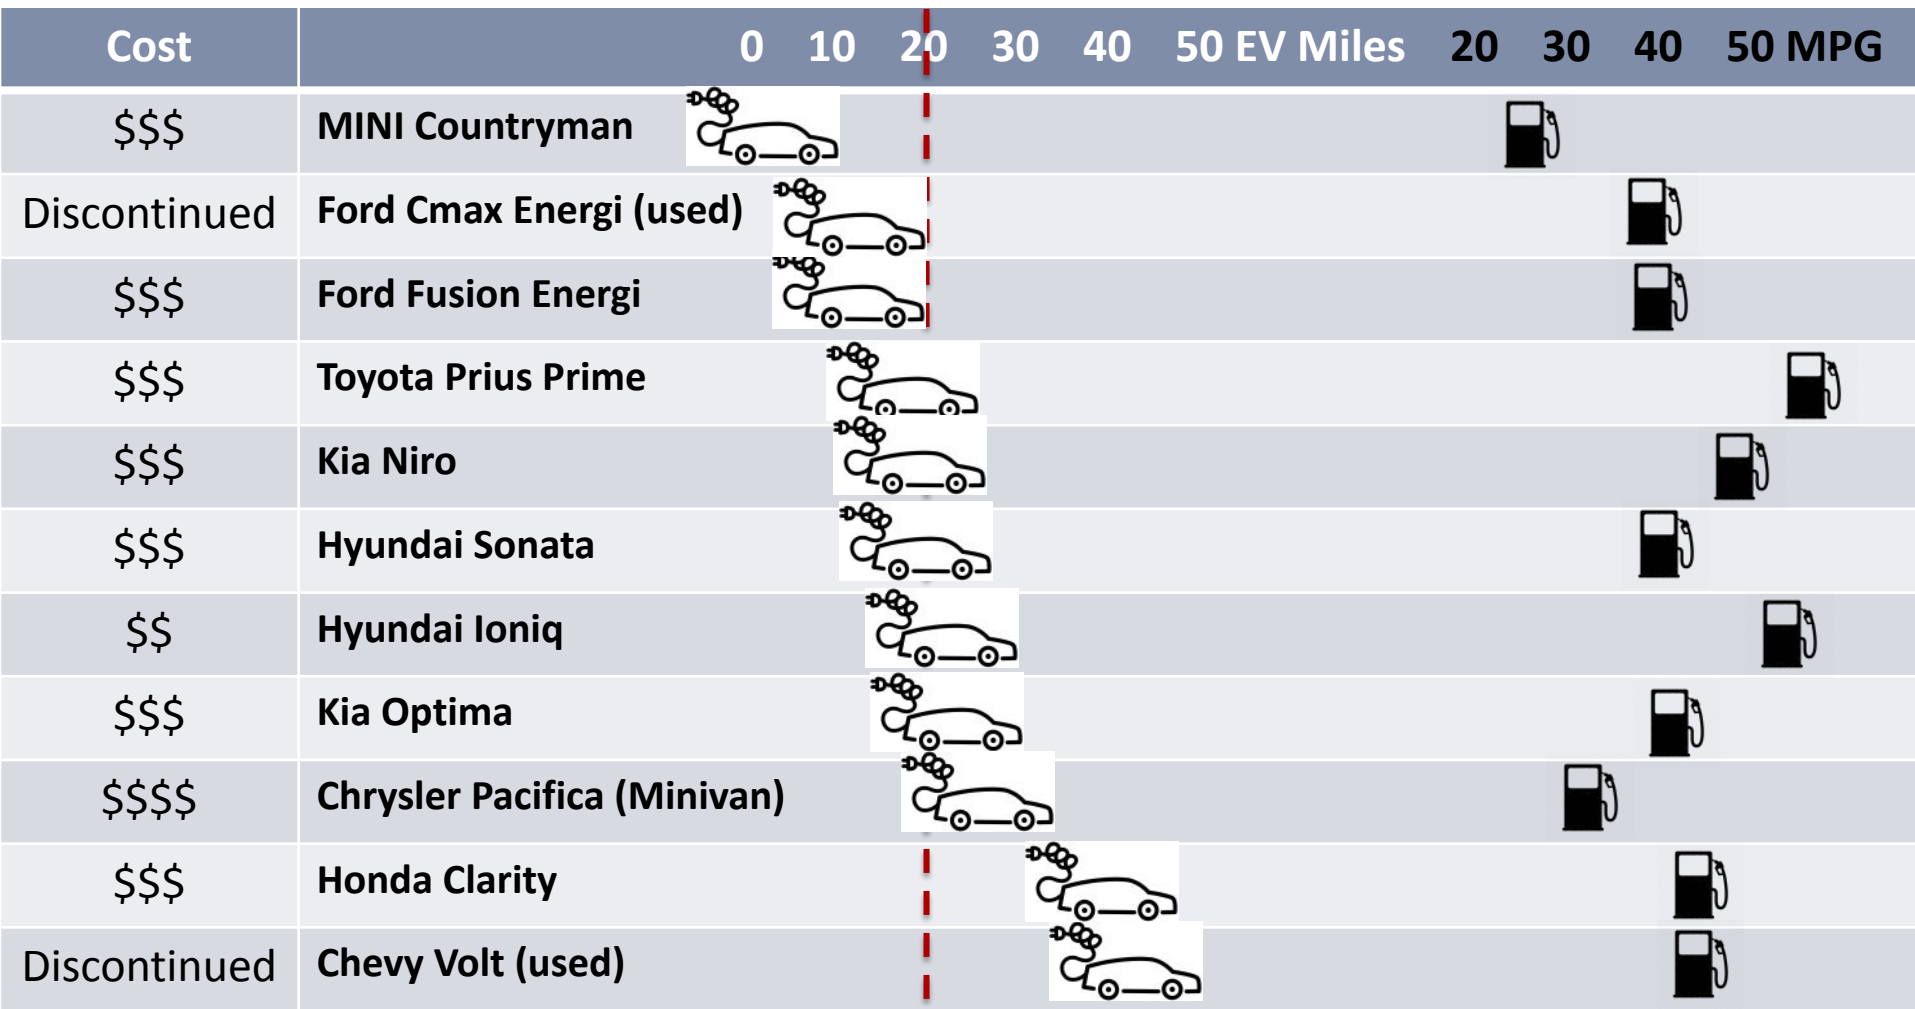 Cost 0 10 20 30 40 50 EV Miles 20 30 40 50 MPG
$$$ MINI Countryman
Discontinued Ford Cmax Energi (used)
$$$ Ford Fusion Energi
$$$ Toyota Prius Prime
$$$ Kia Niro
$$$ Hyundai Sonata
$$ Hyundai Ioniq
$$$ Kia Optima
$$$$ Chrysler Pacifica (Minivan)
$$$ Honda Clarity
Discontinued Chevy Volt (used)